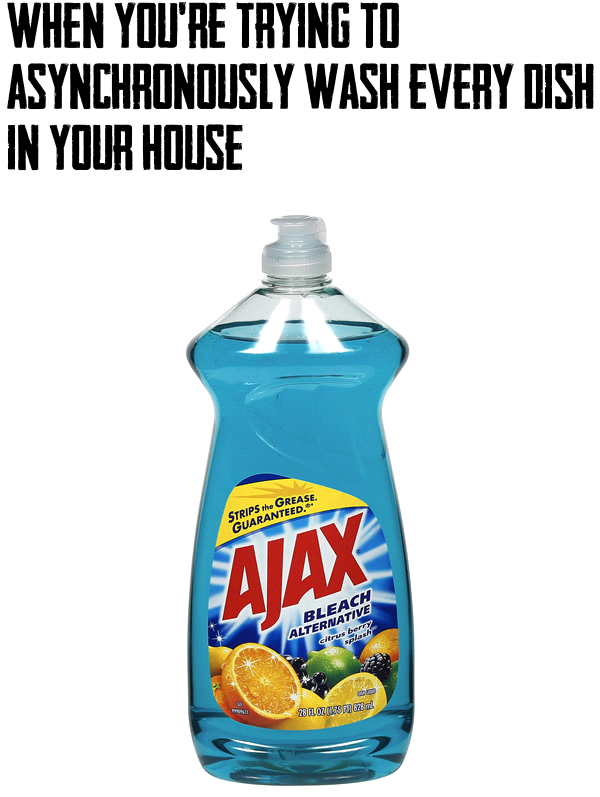 WHEN YOU'RE TRYING TO
ASYNCHRONOUSLY WASH EVERY DISH
IN YOUR HOUSE
STRIPS the GREASE.
GUARANTEED.®*
AJAX®
BLEACH
ALTERNATIVE
citrus berry
splash™
28 FL OZ (1.75 PT) 828 mL